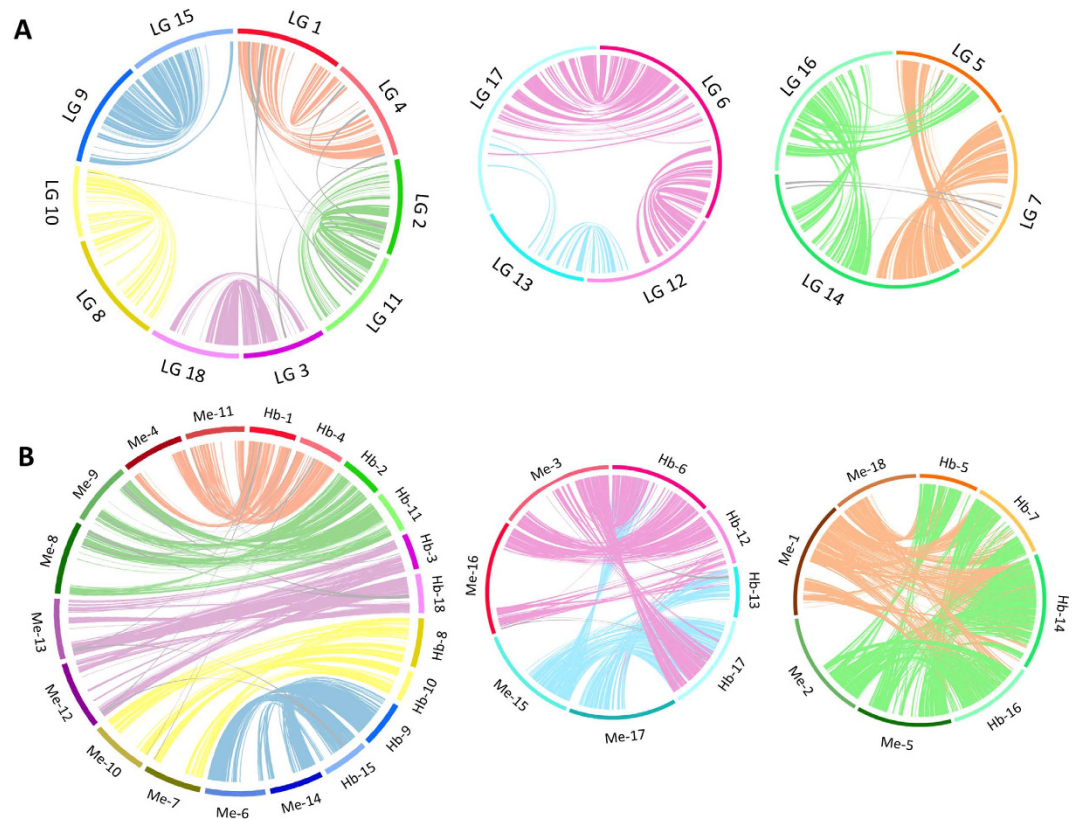 A
LG 15
LG 1
LG 4
LG 2
LG 11
LG 3
LG 18
LG 8
LG 10
LG 9
LG 17
LG 6
LG 12
LG 13
LG 16
LG 5
LG 7
LG 14
B
Me-11
Hb-1
Hb-4
Hb-2
Hb-11
Hb-3
Hb-18
Hb-8
Hb-10
Hb-9
Hb-15
Me-14
Me-6
Me-7
Me-10
Me-12
Me-13
Me-8
Me-9
Me-4
Me-3
Hb-6
Hb-12
Hb-13
Hb-17
Me-17
Me-15
Me-16
Me-18
Hb-5
Hb-7
Hb-14
Hb-16
Me-5
Me-2
Me-1